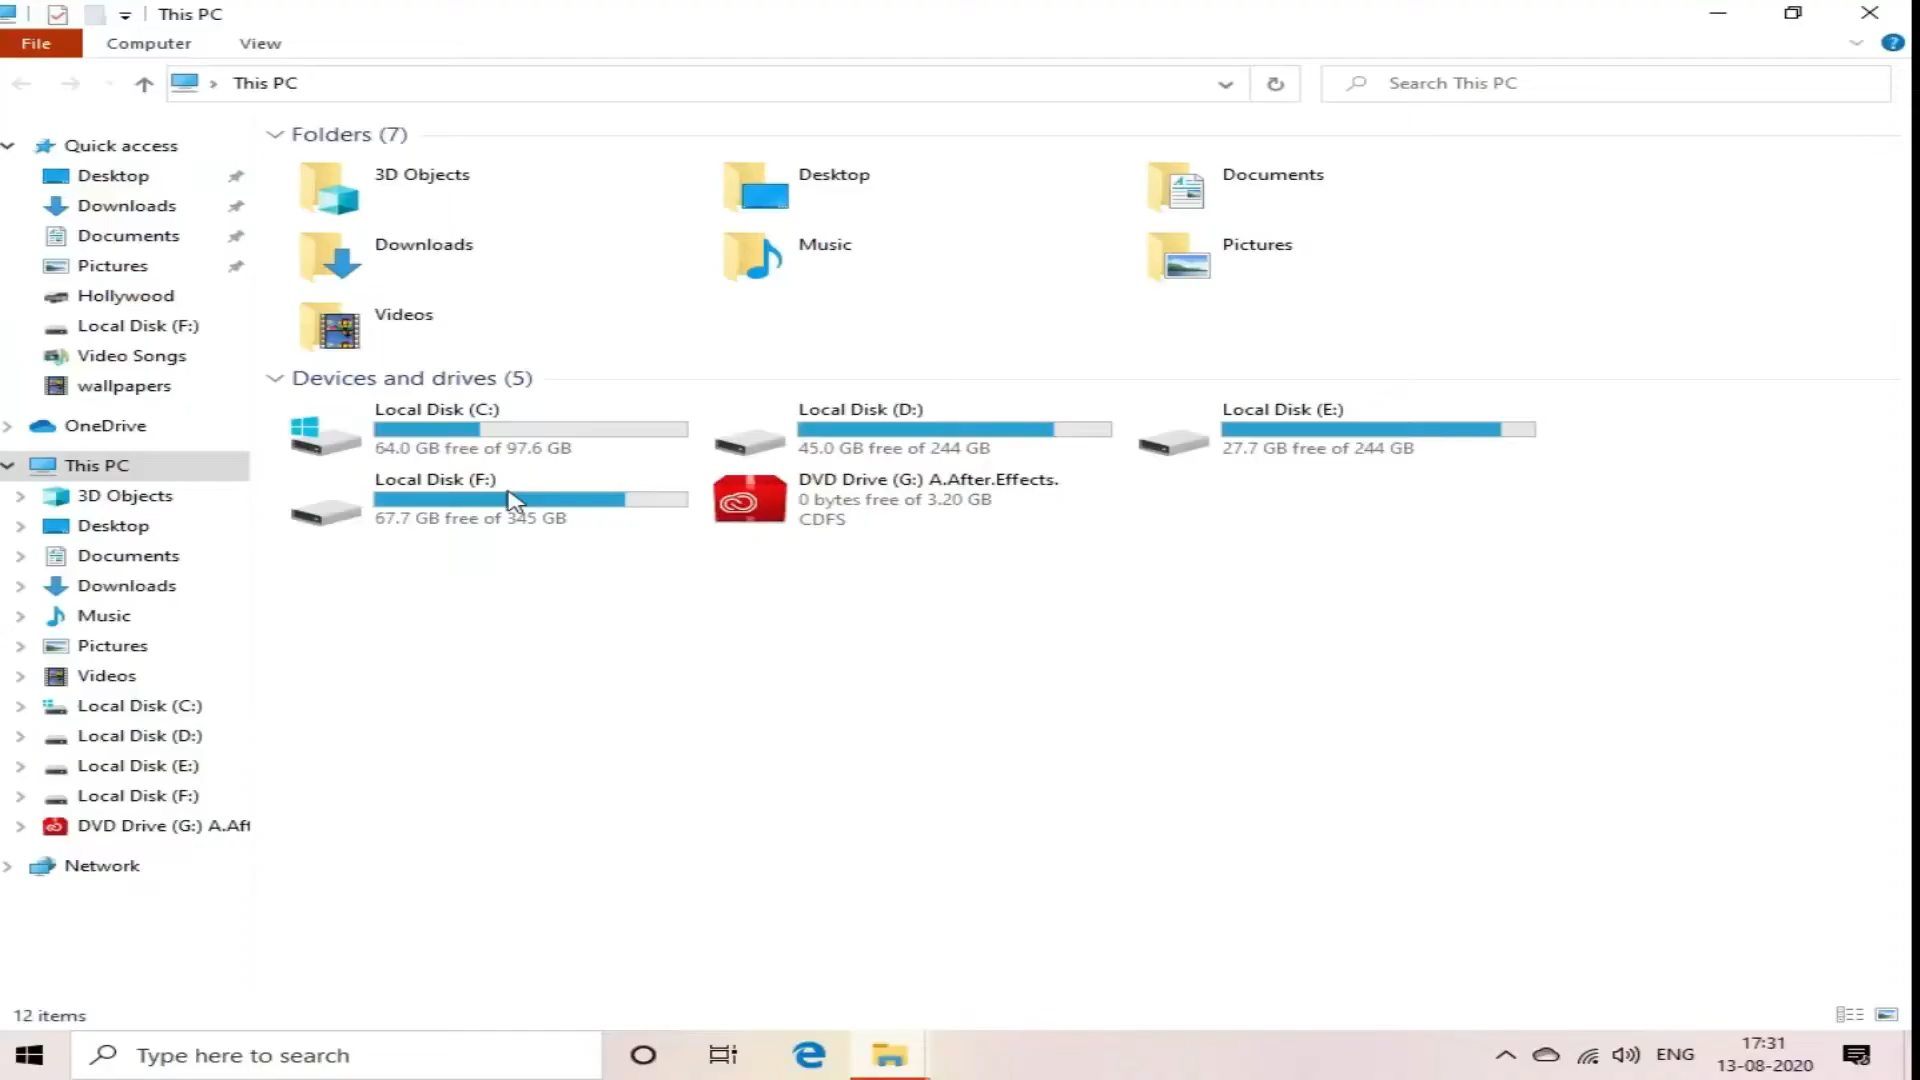 This PC
File
Computer
View
This PC
Search This PC
Quick access
Desktop
Downloads
Documents
Pictures
Hollywood
Local Disk (F:)
Video Songs
wallpapers
OneDrive
This PC
3D Objects
Desktop
Documents
Downloads
Music
Pictures
Videos
Local Disk (C:)
Local Disk (D:)
Local Disk (E:)
Local Disk (F:)
DVD Drive (G:) A.Aft
Network
Folders (7)
3D Objects
Desktop
Documents
Downloads
Music
Pictures
Videos
Devices and drives (5)
Local Disk (C:)
64.0 GB free of 97.6 GB
Local Disk (D:)
45.0 GB free of 244 GB
Local Disk (E:)
27.7 GB free of 244 GB
Local Disk (F:)
67.7 GB free of 345 GB
DVD Drive (G:) A.After.Effects.
0 bytes free of 3.20 GB
CDFS
12 items
Type here to search
ENG
17:31
13-08-2020